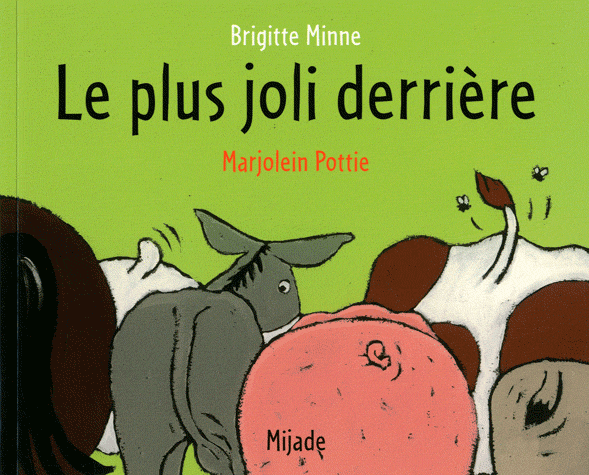 Brigitte Minne
Le plus joli derrière
Marjolein Pottie
Mijade